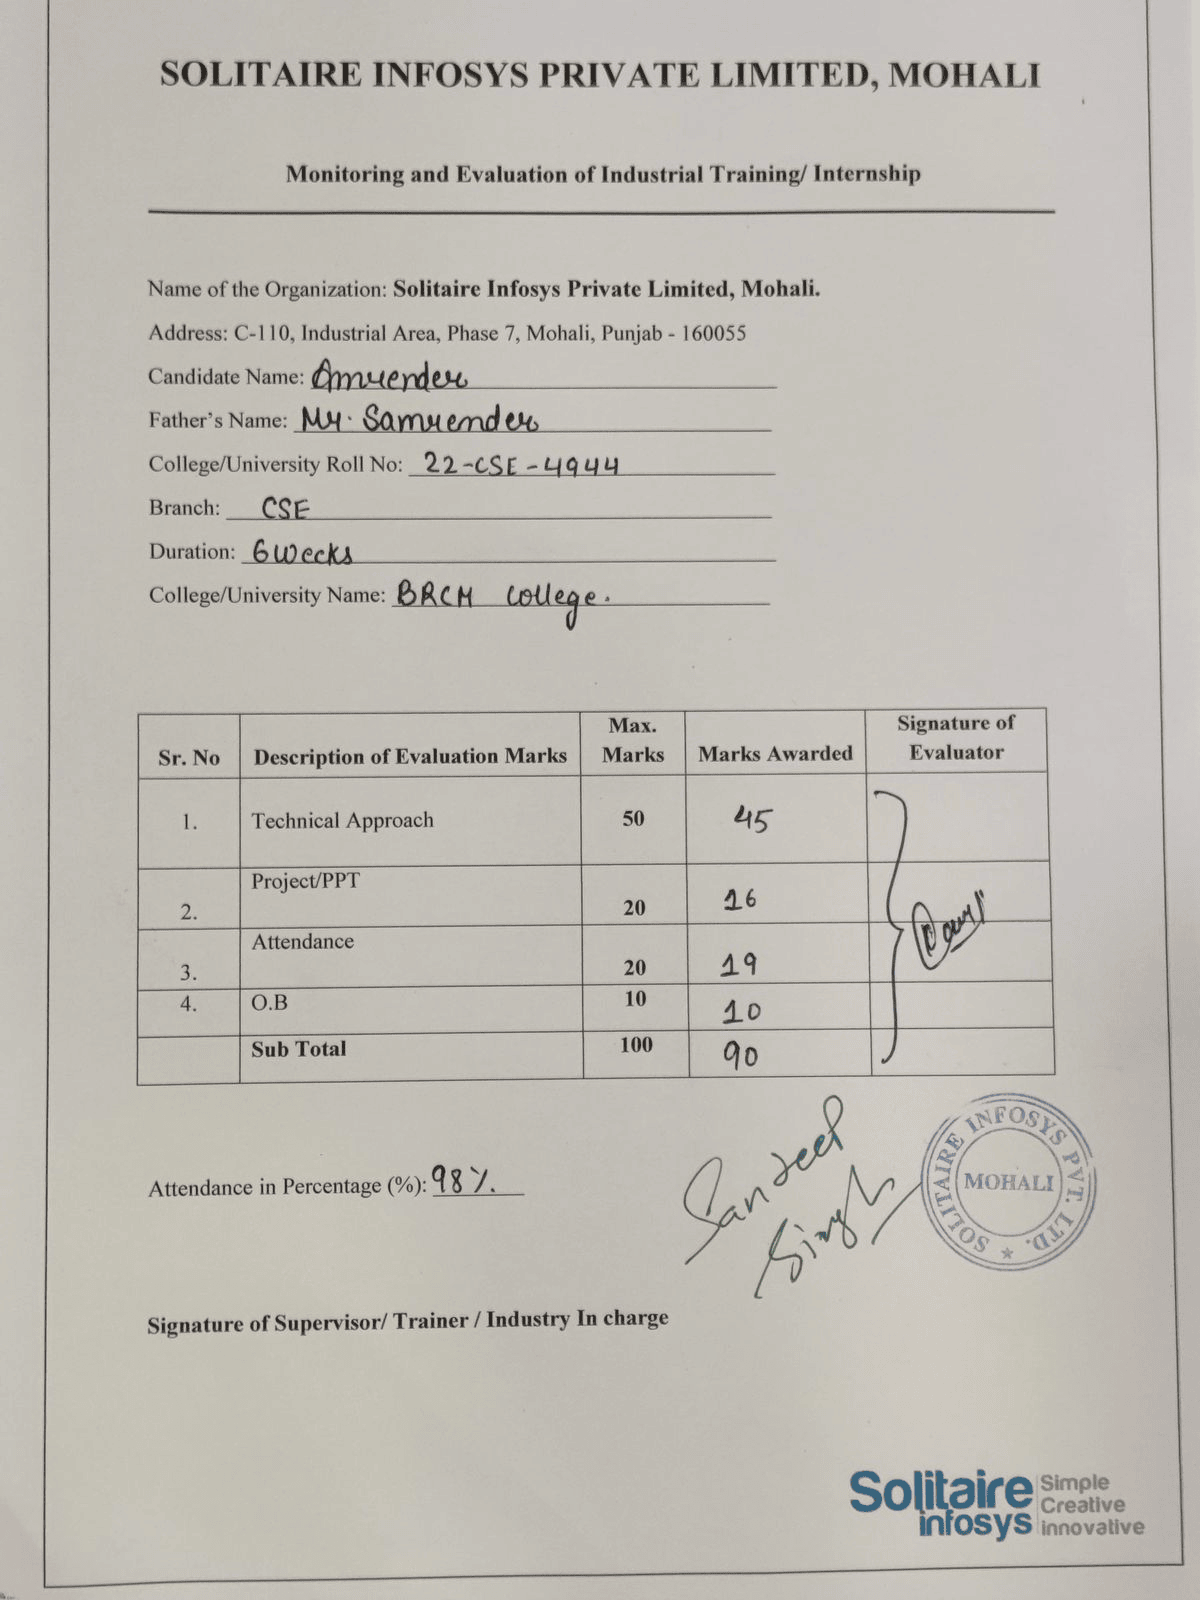 SOLITAIRE INFOSYS PRIVATE LIMITED, MOHALI
Monitoring and Evaluation of Industrial Training/ Internship
Name of the Organization: Solitaire Infosys Private Limited, Mohali.
Address: C-110, Industrial Area, Phase 7, Mohali, Punjab - 160055
Candidate Name: Amrender
Father's Name: Mr. Samrender
College/University Roll No: 22-CSE-4944
Branch: CSE
Duration: 6 Weeks
College/University Name: BRCM College.
Sr. No Description of Evaluation Marks Max. Marks Marks Awarded Signature of Evaluator
1. Technical Approach 50 45
2. Project/PPT 20 16
3. Attendance 20 19
4. O.B 10 10
Sub Total 100 90
Attendance in Percentage (%): 98%.
Sandeep
Singh
SOLITAIRE INFOSYS PVT. LTD.
MOHALI
Signature of Supervisor/ Trainer / Industry In charge
Solitaire infosys
Simple
Creative
innovative